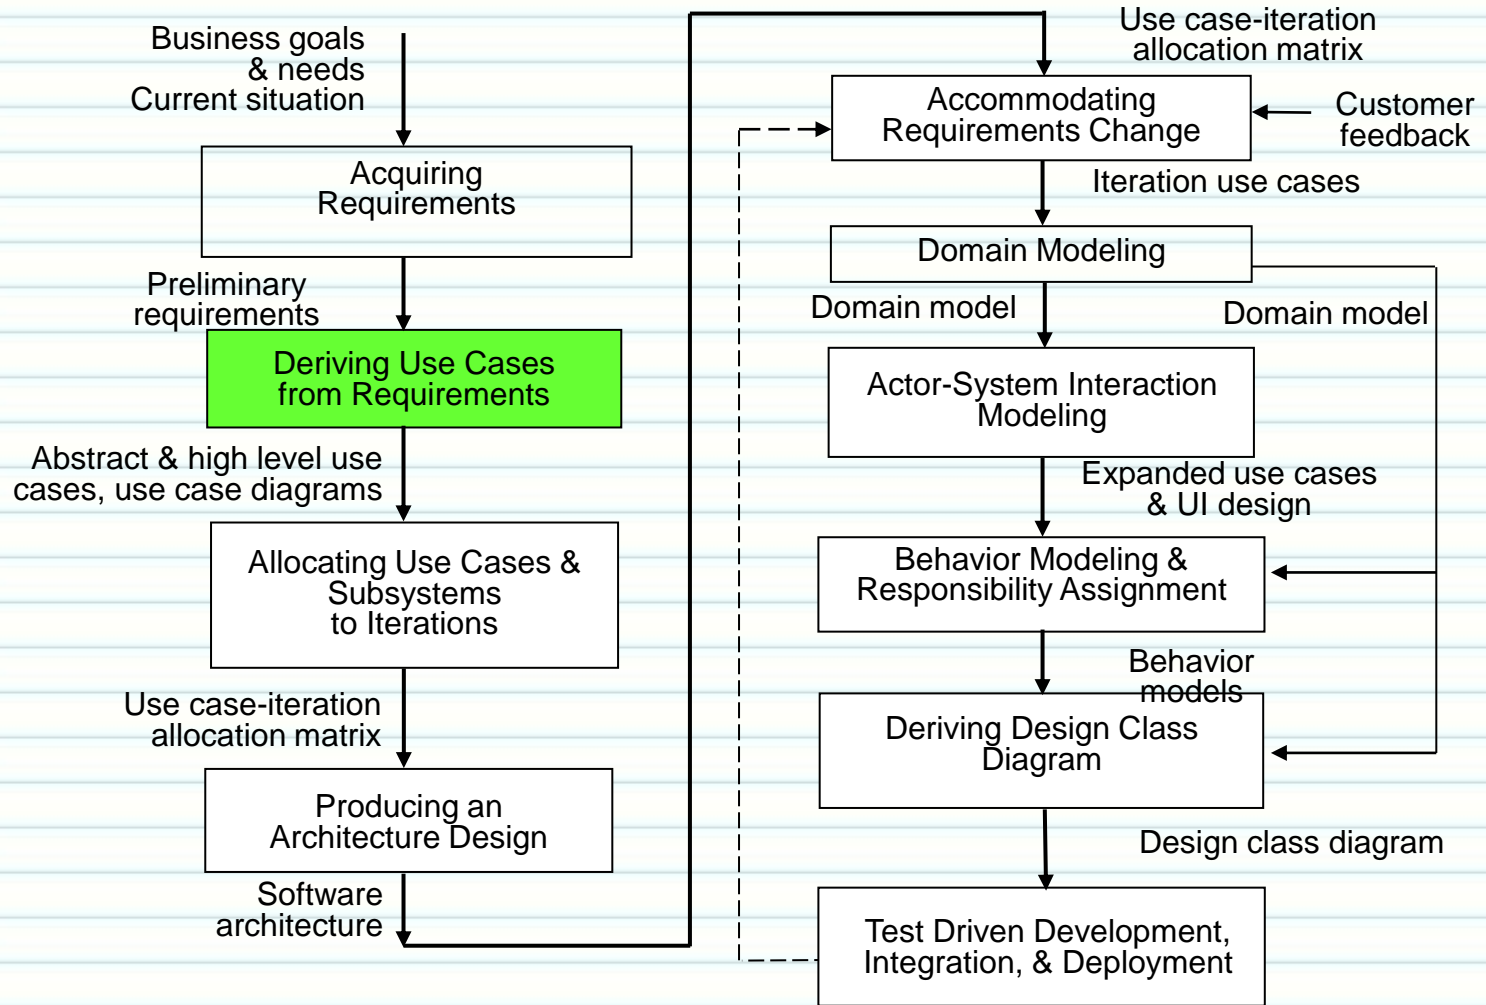 Business goals
& needs
Current situation
Acquiring
Requirements
Preliminary
requirements
Deriving Use Cases
from Requirements
Abstract & high level use
cases, use case diagrams
Allocating Use Cases &
Subsystems
to Iterations
Use case-iteration
allocation matrix
Producing an
Architecture Design
Software
architecture
Use case-iteration
allocation matrix
Accommodating
Requirements Change
Customer
feedback
Iteration use cases
Domain Modeling
Domain model
Domain model
Actor-System Interaction
Modeling
Expanded use cases
& UI design
Behavior Modeling &
Responsibility Assignment
Behavior
models
Deriving Design Class
Diagram
Design class diagram
Test Driven Development,
Integration, & Deployment